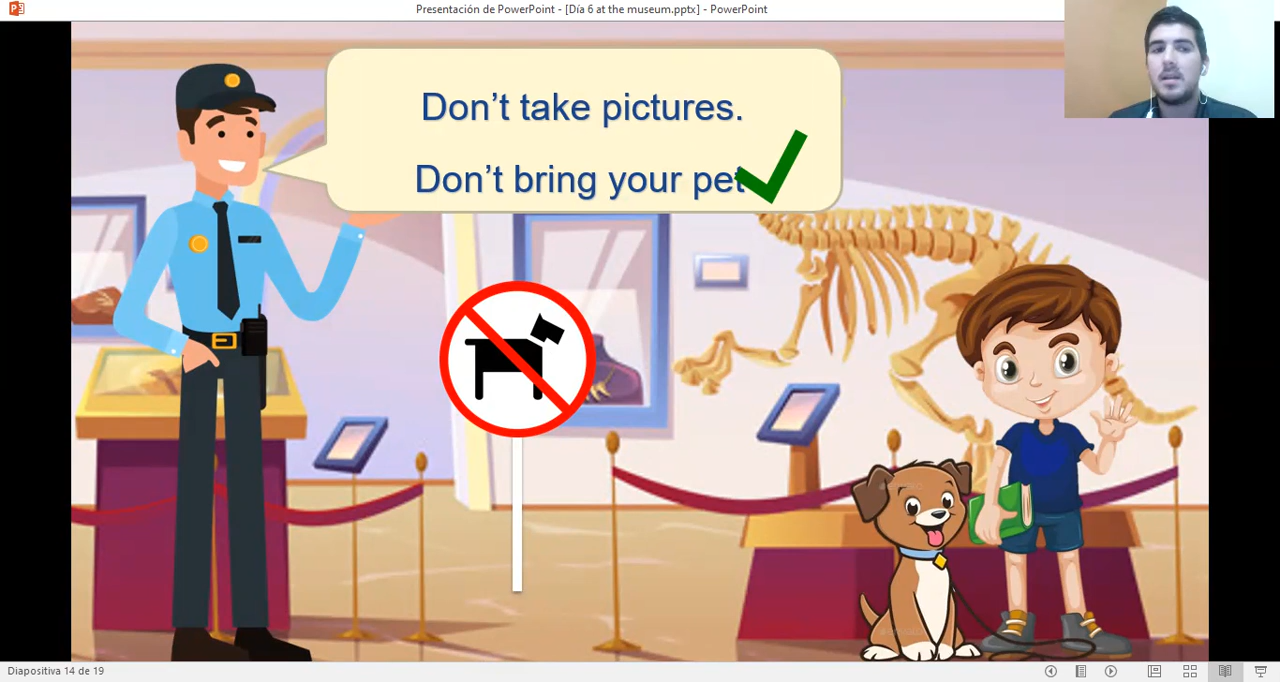 Presentación de PowerPoint - [Día 6 at the museum.pptx] - PowerPoint
Don't take pictures.
Don't bring your pet
Diapositiva 14 de 19